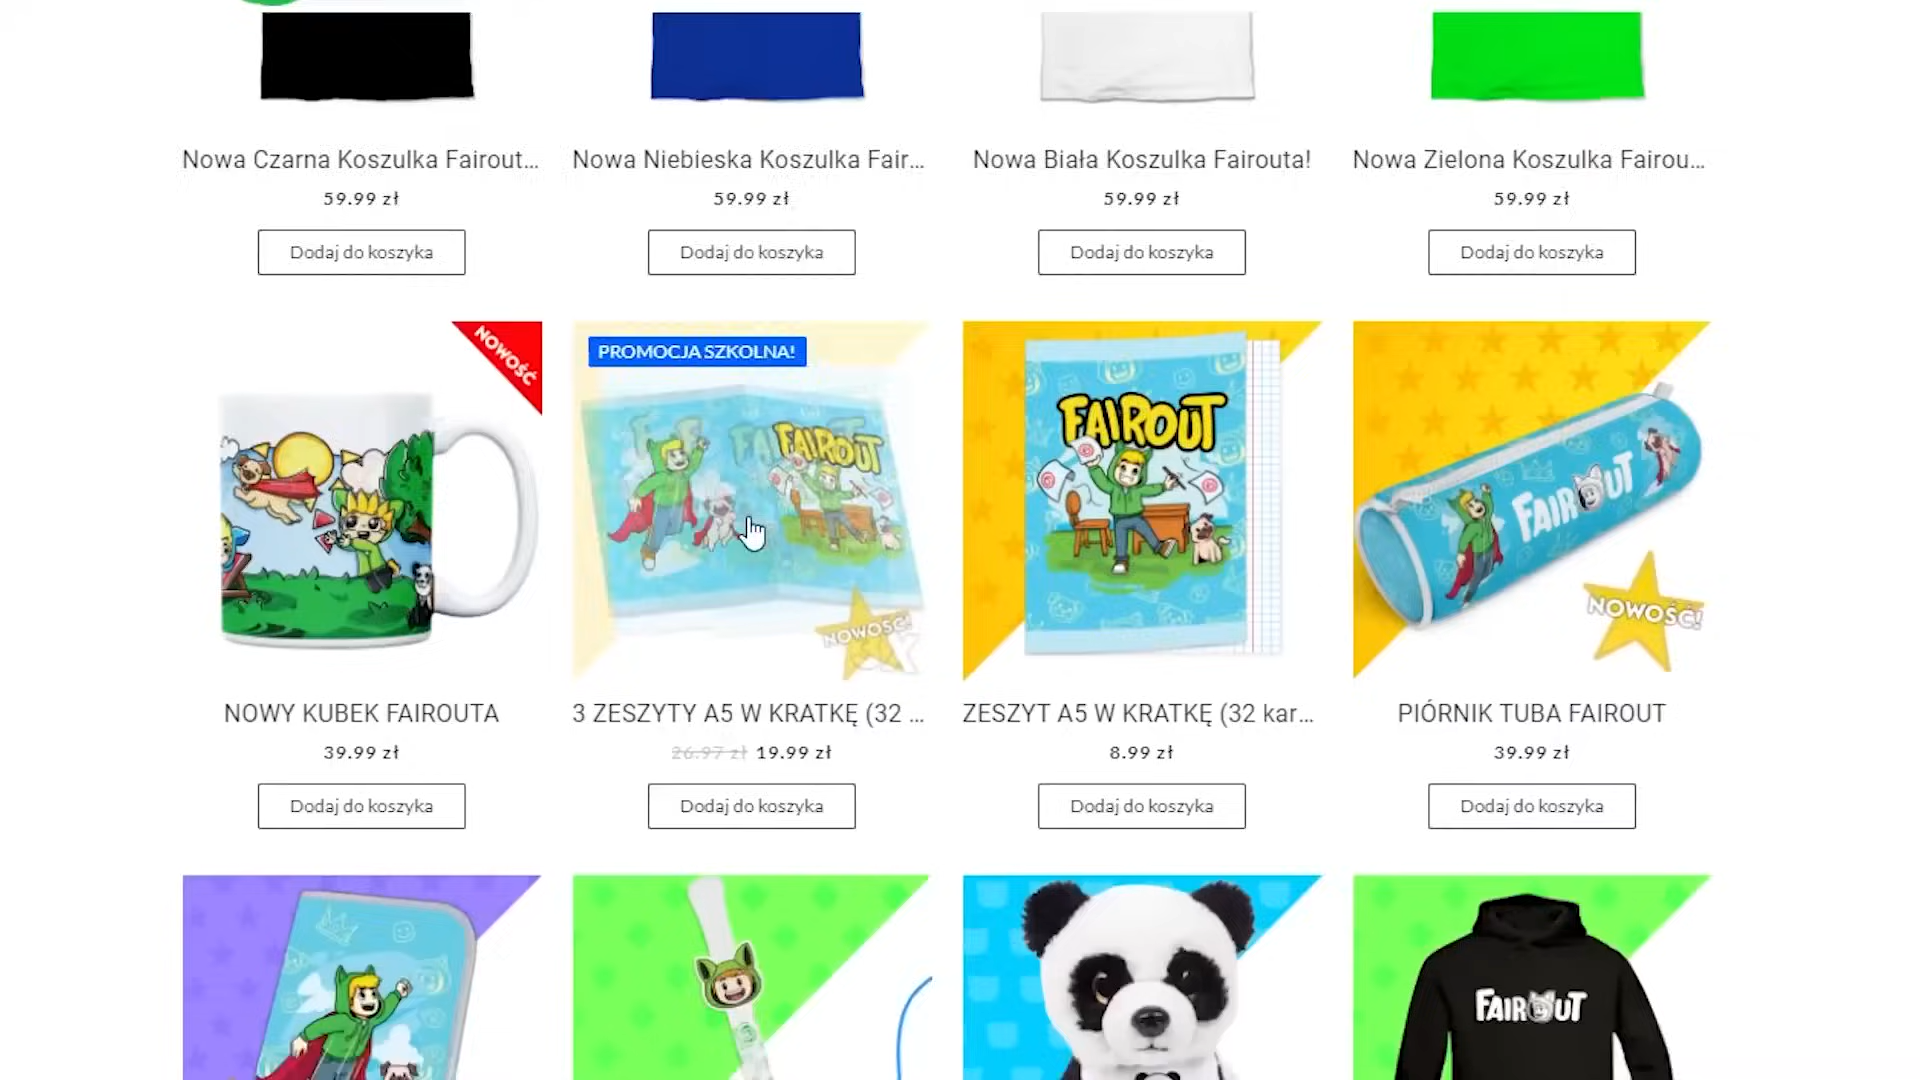 Nowa Czarna Koszulka Fairout...
Nowa Niebieska Koszulka Fair...
Nowa Biała Koszulka Fairouta!
Nowa Zielona Koszulka Fairou...
59.99 zł
59.99 zł
59.99 zł
59.99 zł
Dodaj do koszyka
Dodaj do koszyka
Dodaj do koszyka
Dodaj do koszyka
NOWOŚĆ
PROMOCJA SZKOLNA!
FAIROUT
NOWOŚĆ!
FAIROUT
FAIROUT
NOWOŚĆ!
NOWY KUBEK FAIROUTA
3 ZESZYTY A5 W KRATKĘ (32 ...
ZESZYT A5 W KRATKĘ (32 kar...
PIÓRNIK TUBA FAIROUT
39.99 zł
26.97 zł 19.99 zł
8.99 zł
39.99 zł
Dodaj do koszyka
Dodaj do koszyka
Dodaj do koszyka
Dodaj do koszyka
FAIROUT